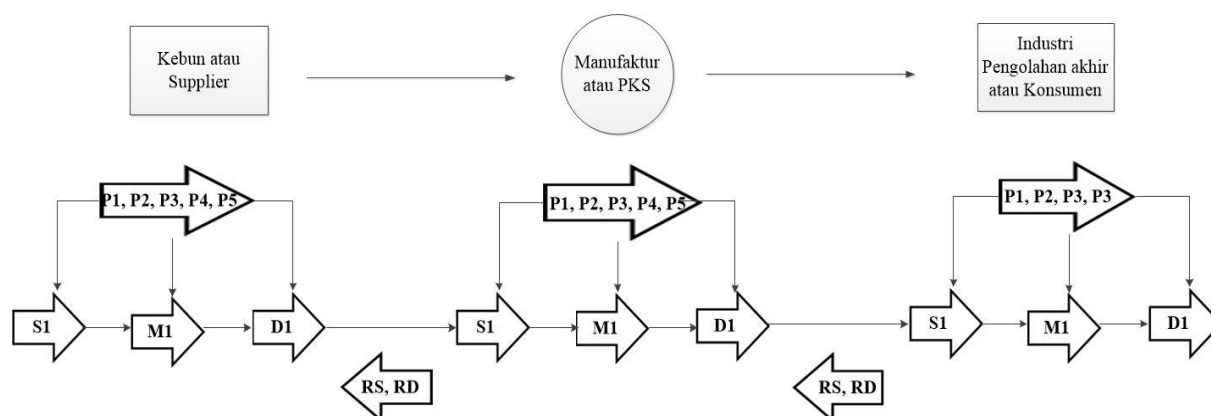 Kebun atau
Supplier
Manufaktur
atau PKS
Industri
Pengolahan akhir
atau Konsumen
P1, P2, P3, P4, P5
P1, P2, P3, P4, P5
P1, P2, P3, P3
S1
M1
D1
S1
M1
D1
S1
M1
D1
RS, RD
RS, RD